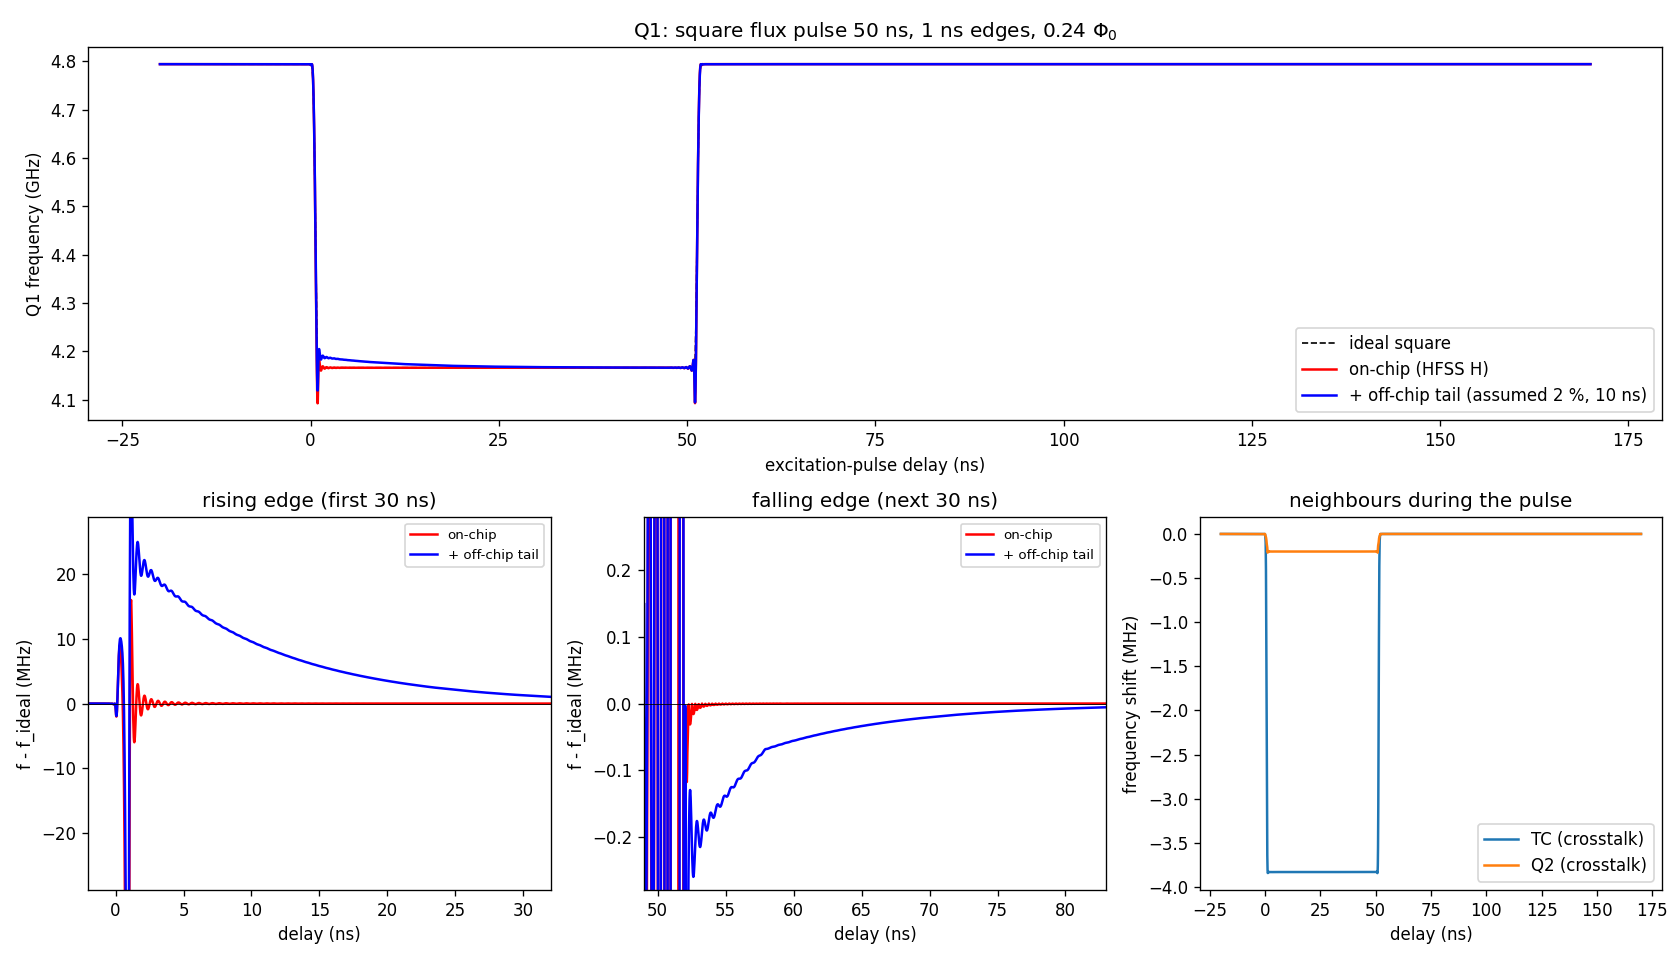 Q1: square flux pulse 50 ns, 1 ns edges, 0.24 Φ₀
Q1 frequency (GHz)
4.8
4.7
4.6
4.5
4.4
4.3
4.2
4.1
ideal square
on-chip (HFSS H)
+ off-chip tail (assumed 2 %, 10 ns)
−25 0 25 50 75 100 125 150 175
excitation-pulse delay (ns)
rising edge (first 30 ns)
f - f_ideal (MHz)
20
10
0
−10
−20
on-chip
+ off-chip tail
0 5 10 15 20 25 30
delay (ns)
falling edge (next 30 ns)
f - f_ideal (MHz)
0.2
0.1
0.0
−0.1
−0.2
on-chip
+ off-chip tail
50 55 60 65 70 75 80
delay (ns)
neighbours during the pulse
frequency shift (MHz)
0.0
−0.5
−1.0
−1.5
−2.0
−2.5
−3.0
−3.5
−4.0
TC (crosstalk)
Q2 (crosstalk)
−25 0 25 50 75 100 125 150 175
delay (ns)